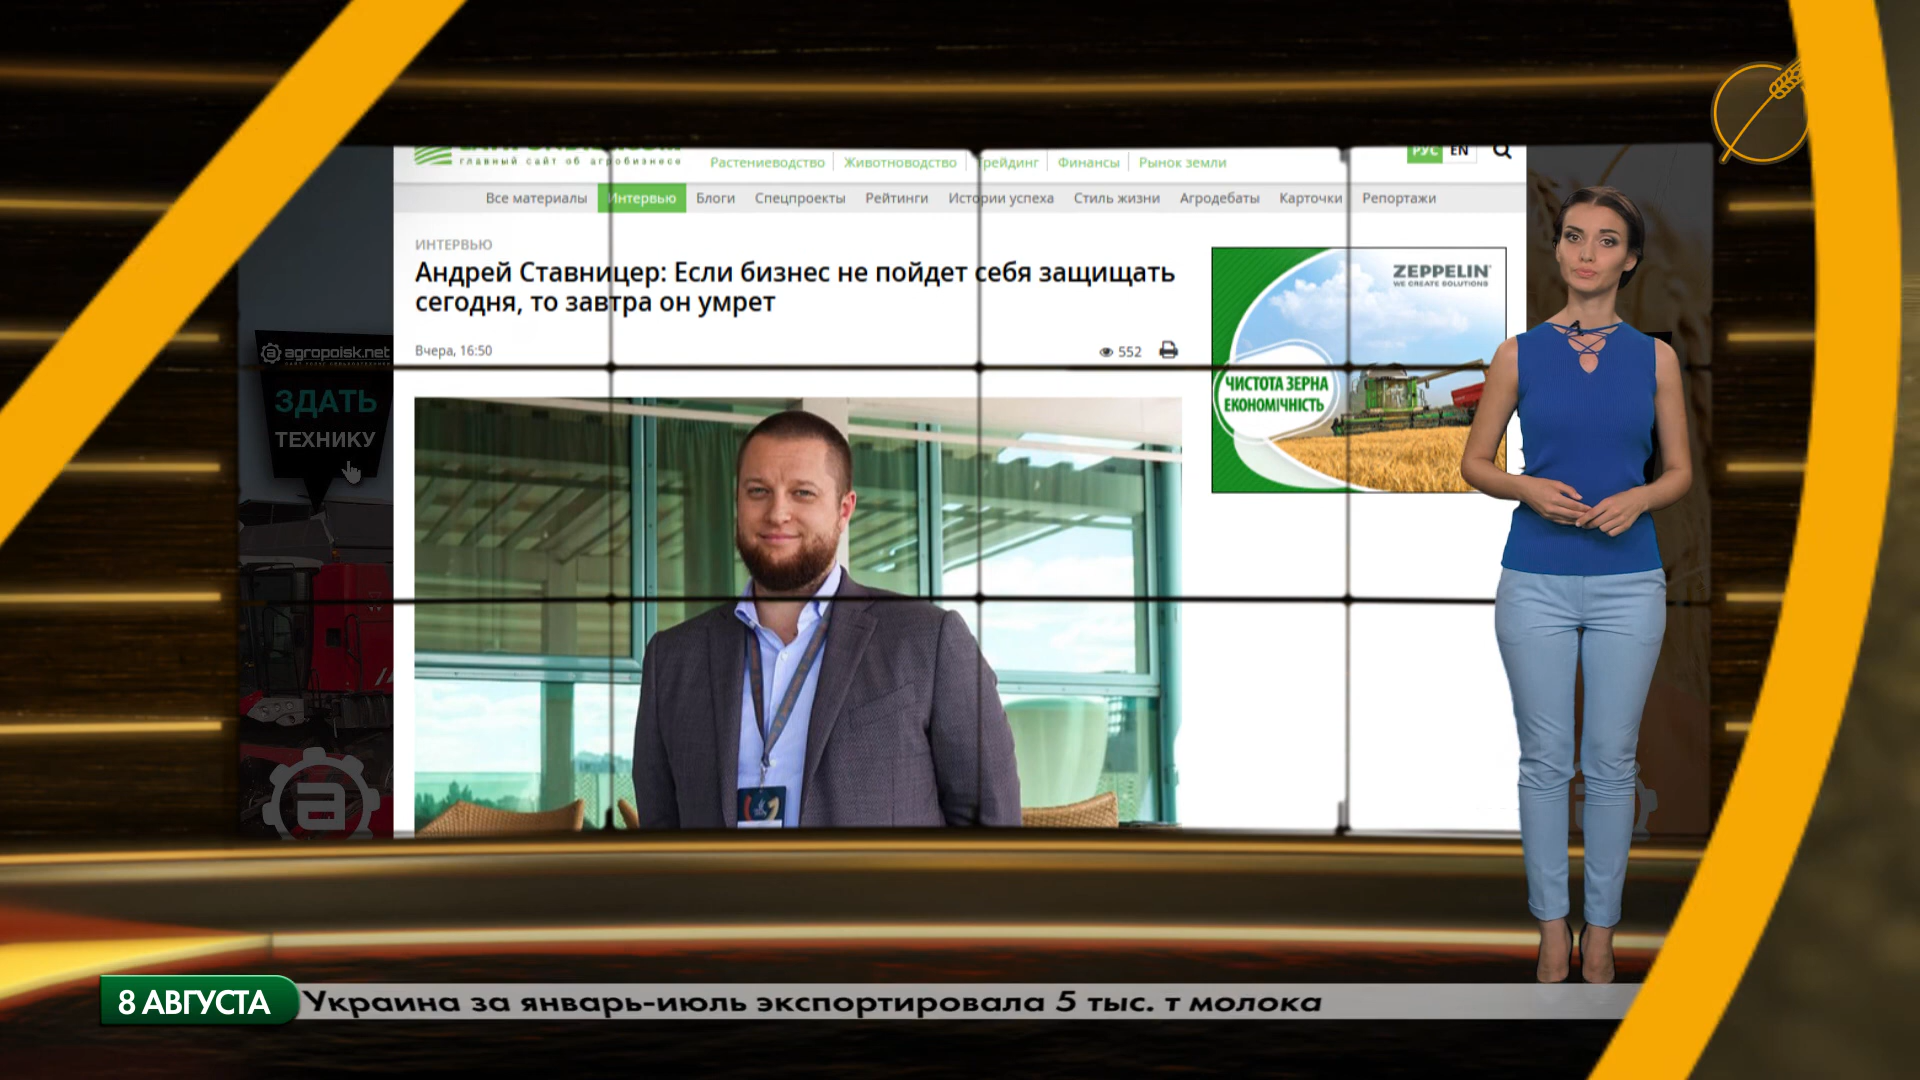 главный сайт об агробизнесе
Растениеводство Животноводство Трейдинг Финансы Рынок земли
РУС EN
Все материалы Интервью Блоги Спецпроекты Рейтинги Истории успеха Стиль жизни Агродебаты Карточки Репортажи
ИНТЕРВЬЮ
Андрей Ставницер: Если бизнес не пойдет себя защищать
сегодня, то завтра он умрет
Вчера, 16:50
552
ZEPPELIN
WE CREATE SOLUTIONS
ЧИСТОТА ЗЕРНА
ЕКОНОМІЧНІСТЬ
agropoisk.net
ЗДАТЬ
ТЕХНИКУ
8 АВГУСТА
Украина за январь-июль экспортировала 5 тыс. т молока